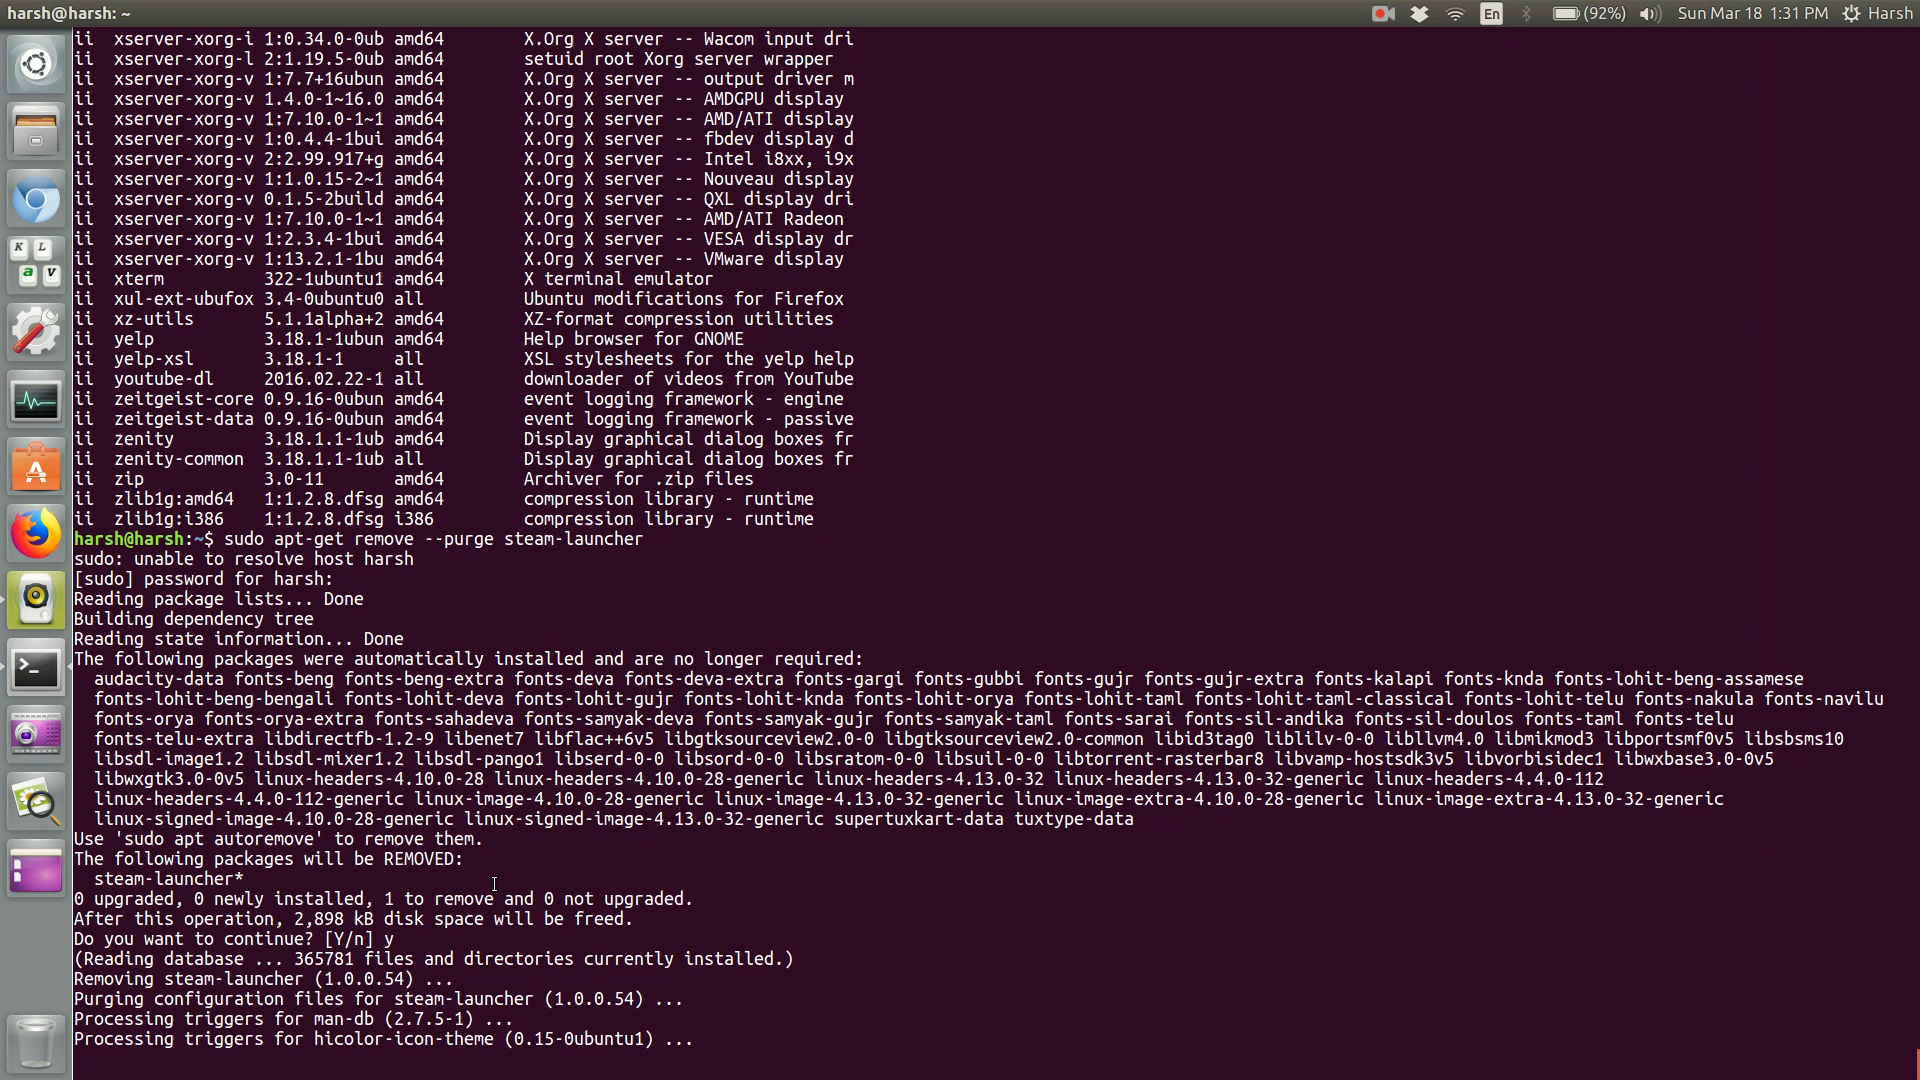 harsh@harsh: ~
En
(92%)
Sun Mar 18 1:31 PM
Harsh
ii  xserver-xorg-i 1:0.34.0-0ub amd64        X.Org X server -- Wacom input dri
ii  xserver-xorg-l 2:1.19.5-0ub amd64        setuid root Xorg server wrapper
ii  xserver-xorg-v 1:7.7+16ubun amd64        X.Org X server -- output driver m
ii  xserver-xorg-v 1.4.0-1~16.0 amd64        X.Org X server -- AMDGPU display
ii  xserver-xorg-v 1:7.10.0-1~1 amd64        X.Org X server -- AMD/ATI display
ii  xserver-xorg-v 1:0.4.4-1bui amd64        X.Org X server -- fbdev display d
ii  xserver-xorg-v 2:2.99.917+g amd64        X.Org X server -- Intel i8xx, i9x
ii  xserver-xorg-v 1:1.0.15-2~1 amd64        X.Org X server -- Nouveau display
ii  xserver-xorg-v 0.1.5-2build amd64        X.Org X server -- QXL display dri
ii  xserver-xorg-v 1:7.10.0-1~1 amd64        X.Org X server -- AMD/ATI Radeon
ii  xserver-xorg-v 1:2.3.4-1bui amd64        X.Org X server -- VESA display dr
ii  xserver-xorg-v 1:13.2.1-1bu amd64        X.Org X server -- VMware display
ii  xterm          322-1ubuntu1 amd64        X terminal emulator
ii  xul-ext-ubufox 3.4-0ubuntu0 all          Ubuntu modifications for Firefox
ii  xz-utils       5.1.1alpha+2 amd64        XZ-format compression utilities
ii  yelp           3.18.1-1ubun amd64        Help browser for GNOME
ii  yelp-xsl       3.18.1-1     all          XSL stylesheets for the yelp help
ii  youtube-dl     2016.02.22-1 all          downloader of videos from YouTube
ii  zeitgeist-core 0.9.16-0ubun amd64        event logging framework - engine
ii  zeitgeist-data 0.9.16-0ubun amd64        event logging framework - passive
ii  zenity         3.18.1.1-1ub amd64        Display graphical dialog boxes fr
ii  zenity-common  3.18.1.1-1ub all          Display graphical dialog boxes fr
ii  zip            3.0-11       amd64        Archiver for .zip files
ii  zlib1g:amd64   1:1.2.8.dfsg amd64        compression library - runtime
ii  zlib1g:i386    1:1.2.8.dfsg i386         compression library - runtime
harsh@harsh:~$ sudo apt-get remove --purge steam-launcher
sudo: unable to resolve host harsh
[sudo] password for harsh:
Reading package lists... Done
Building dependency tree
Reading state information... Done
The following packages were automatically installed and are no longer required:
  audacity-data fonts-beng fonts-beng-extra fonts-deva fonts-deva-extra fonts-gargi fonts-gubbi fonts-gujr fonts-gujr-extra fonts-kalapi fonts-knda fonts-lohit-beng-assamese
  fonts-lohit-beng-bengali fonts-lohit-deva fonts-lohit-gujr fonts-lohit-knda fonts-lohit-orya fonts-lohit-taml fonts-lohit-taml-classical fonts-lohit-telu fonts-nakula fonts-navilu
  fonts-orya fonts-orya-extra fonts-sahadeva fonts-samyak-deva fonts-samyak-gujr fonts-samyak-taml fonts-sarai fonts-sil-andika fonts-sil-doulos fonts-taml fonts-telu
  fonts-telu-extra libdirectfb-1.2-9 libenet7 libflac++6v5 libgtksourceview2.0-0 libgtksourceview2.0-common libid3tag0 liblilv-0-0 libllvm4.0 libmikmod3 libportsmf0v5 libsbsms10
  libsdl-image1.2 libsdl-mixer1.2 libsdl-pango1 libserd-0-0 libsord-0-0 libsratom-0-0 libsuil-0-0 libtorrent-rasterbar8 libvamp-hostsdk3v5 libvorbisidec1 libwxbase3.0-0v5
  libwxgtk3.0-0v5 linux-headers-4.10.0-28 linux-headers-4.10.0-28-generic linux-headers-4.13.0-32 linux-headers-4.13.0-32-generic linux-headers-4.4.0-112
  linux-headers-4.4.0-112-generic linux-image-4.10.0-28-generic linux-image-4.13.0-32-generic linux-image-extra-4.10.0-28-generic linux-image-extra-4.13.0-32-generic
  linux-signed-image-4.10.0-28-generic linux-signed-image-4.13.0-32-generic supertuxkart-data tuxtype-data
Use 'sudo apt autoremove' to remove them.
The following packages will be REMOVED:
  steam-launcher*
0 upgraded, 0 newly installed, 1 to remove and 0 not upgraded.
After this operation, 2,898 kB disk space will be freed.
Do you want to continue? [Y/n] y
(Reading database ... 365781 files and directories currently installed.)
Removing steam-launcher (1.0.0.54) ...
Purging configuration files for steam-launcher (1.0.0.54) ...
Processing triggers for man-db (2.7.5-1) ...
Processing triggers for hicolor-icon-theme (0.15-0ubuntu1) ...
K L
a v